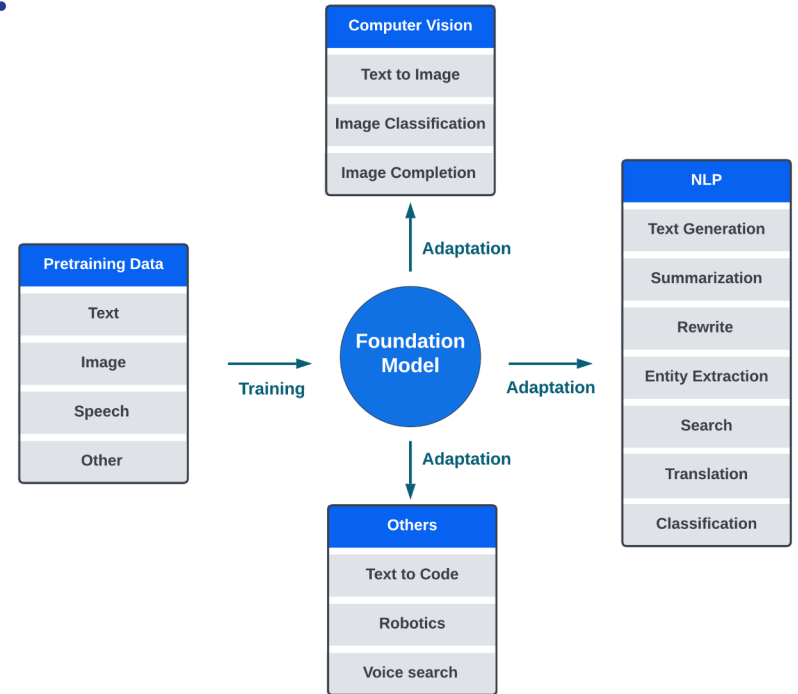 Computer Vision
Text to Image
Image Classification
Image Completion
Adaptation
Pretraining Data
Text
Image
Speech
Other
Training
Foundation
Model
Adaptation
NLP
Text Generation
Summarization
Rewrite
Entity Extraction
Search
Translation
Classification
Adaptation
Others
Text to Code
Robotics
Voice search